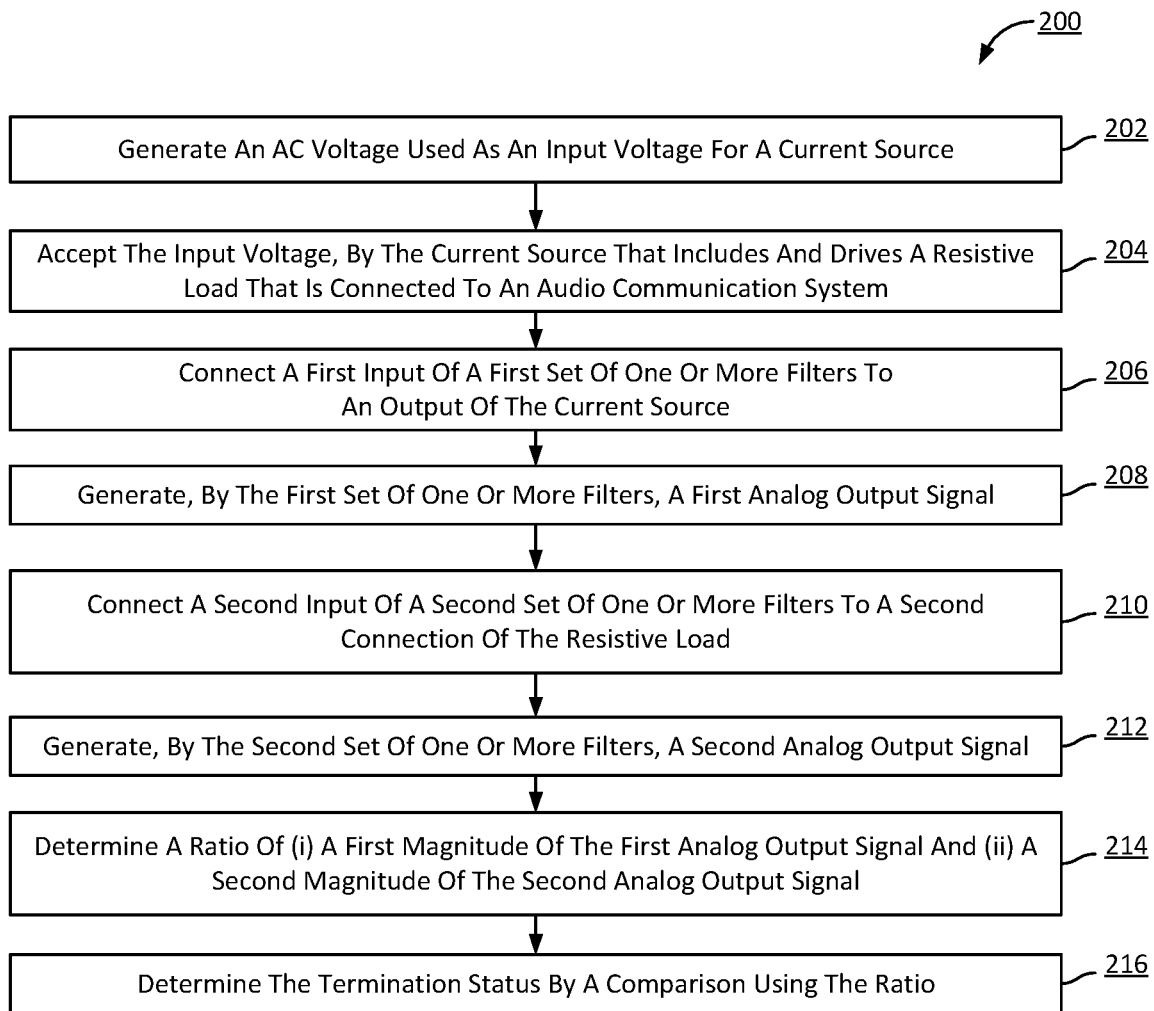 200
Generate An AC Voltage Used As An Input Voltage For A Current Source
202
Accept The Input Voltage, By The Current Source That Includes And Drives A Resistive
Load That Is Connected To An Audio Communication System
204
Connect A First Input Of A First Set Of One Or More Filters To
An Output Of The Current Source
206
Generate, By The First Set Of One Or More Filters, A First Analog Output Signal
208
Connect A Second Input Of A Second Set Of One Or More Filters To A Second
Connection Of The Resistive Load
210
Generate, By The Second Set Of One Or More Filters, A Second Analog Output Signal
212
Determine A Ratio Of (i) A First Magnitude Of The First Analog Output Signal And (ii) A
Second Magnitude Of The Second Analog Output Signal
214
Determine The Termination Status By A Comparison Using The Ratio
216